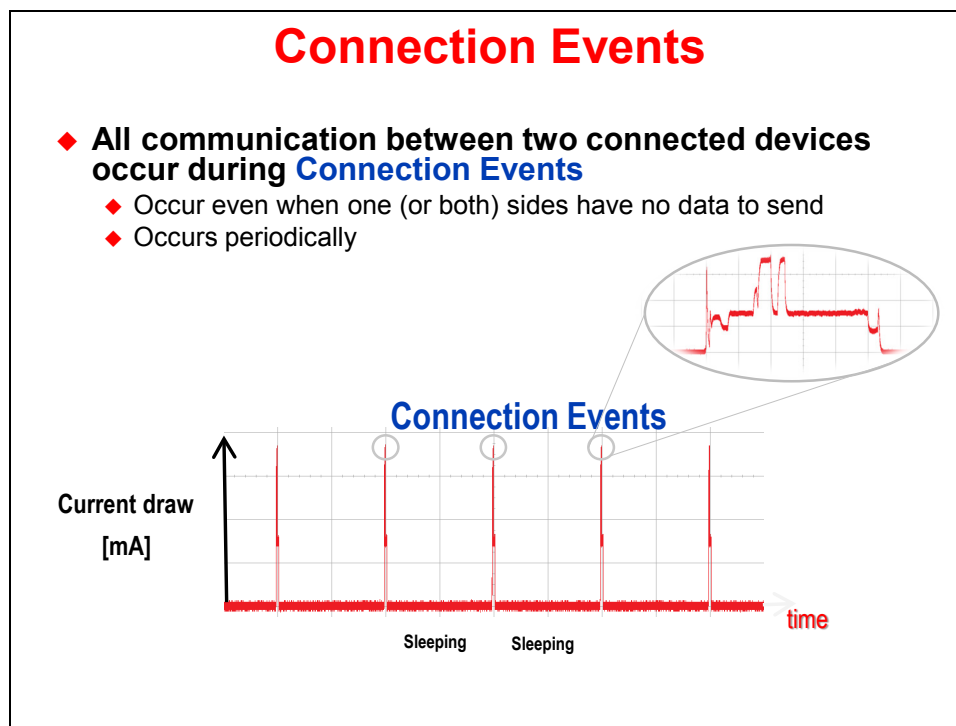 Connection Events
All communication between two connected devices
occur during Connection Events
Occur even when one (or both) sides have no data to send
Occurs periodically
Connection Events
Current draw
[mA]
time
Sleeping Sleeping